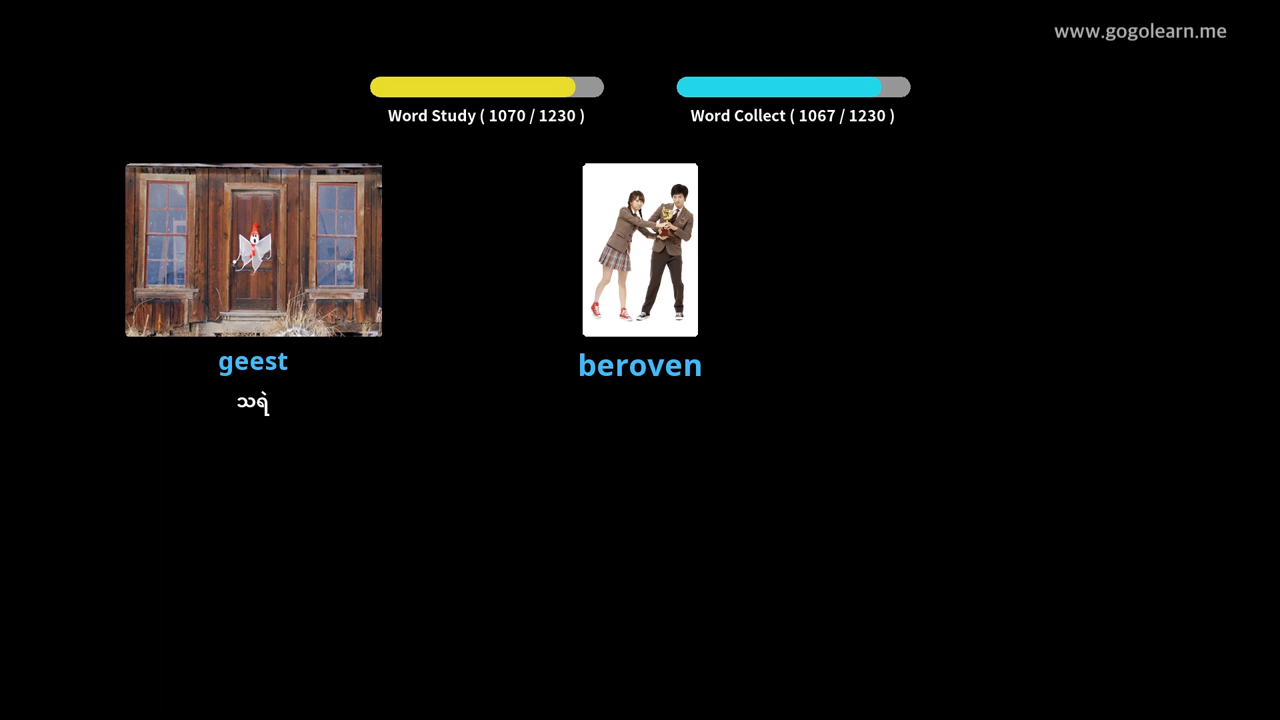 www.gogolearn.me
Word Study ( 1070 / 1230 )
Word Collect ( 1067 / 1230 )
geest
သရဲ
beroven